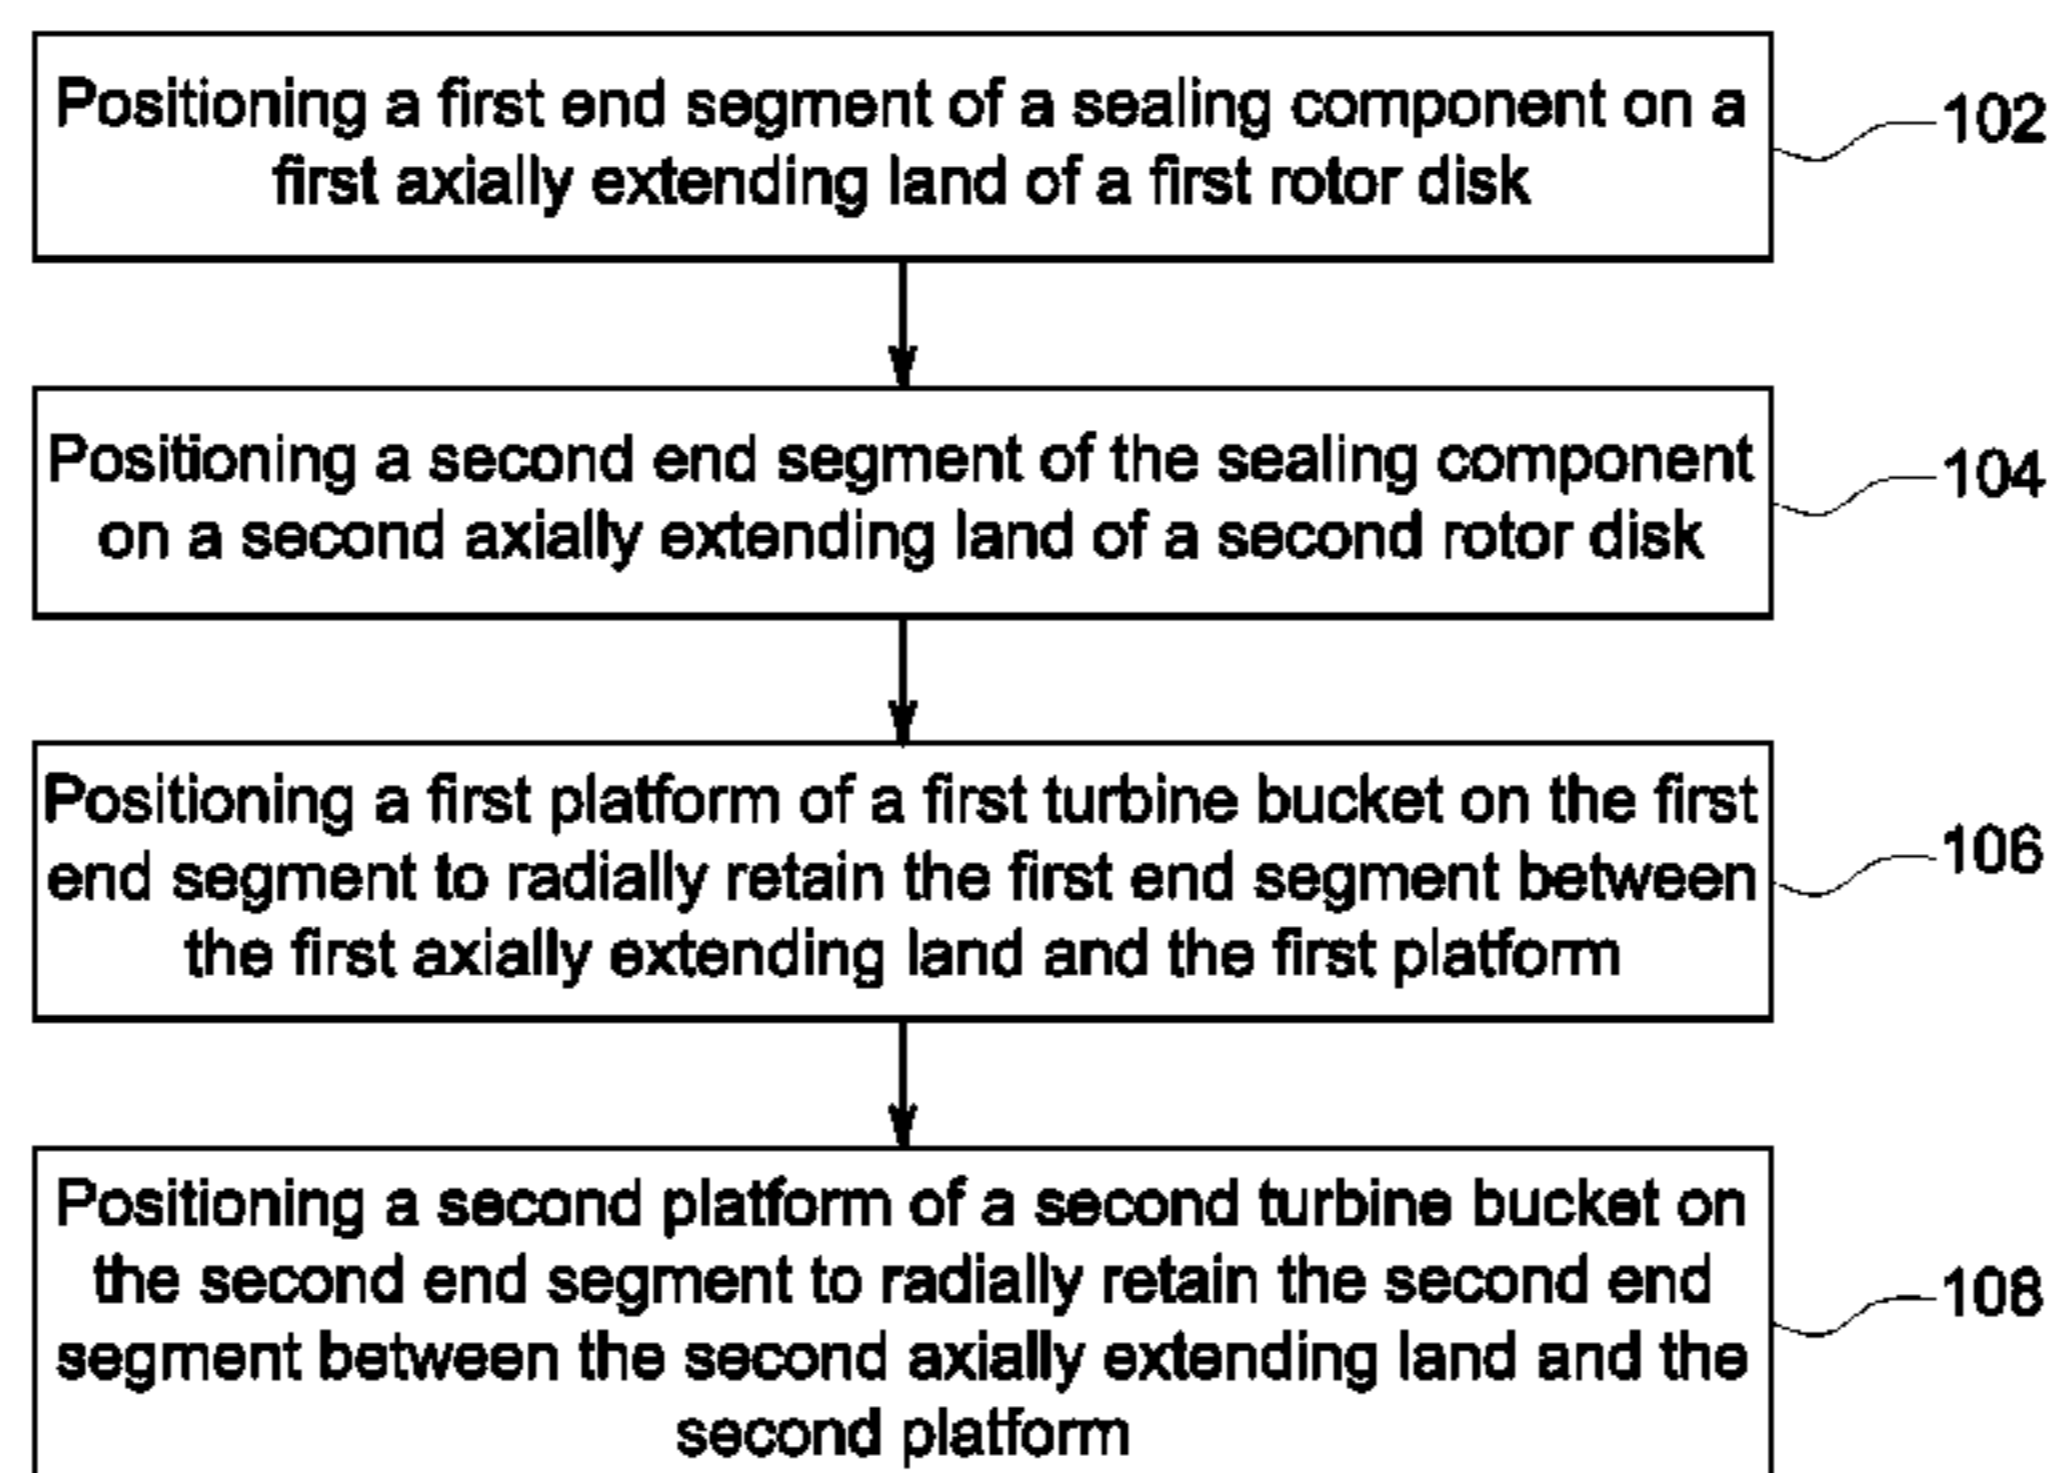 Positioning a first end segment of a sealing component on a
first axially extending land of a first rotor disk
102
Positioning a second end segment of the sealing component
on a second axially extending land of a second rotor disk
104
Positioning a first platform of a first turbine bucket on the first
end segment to radially retain the first end segment between
the first axially extending land and the first platform
106
Positioning a second platform of a second turbine bucket on
the second end segment to radially retain the second end
segment between the second axially extending land and the
second platform
108